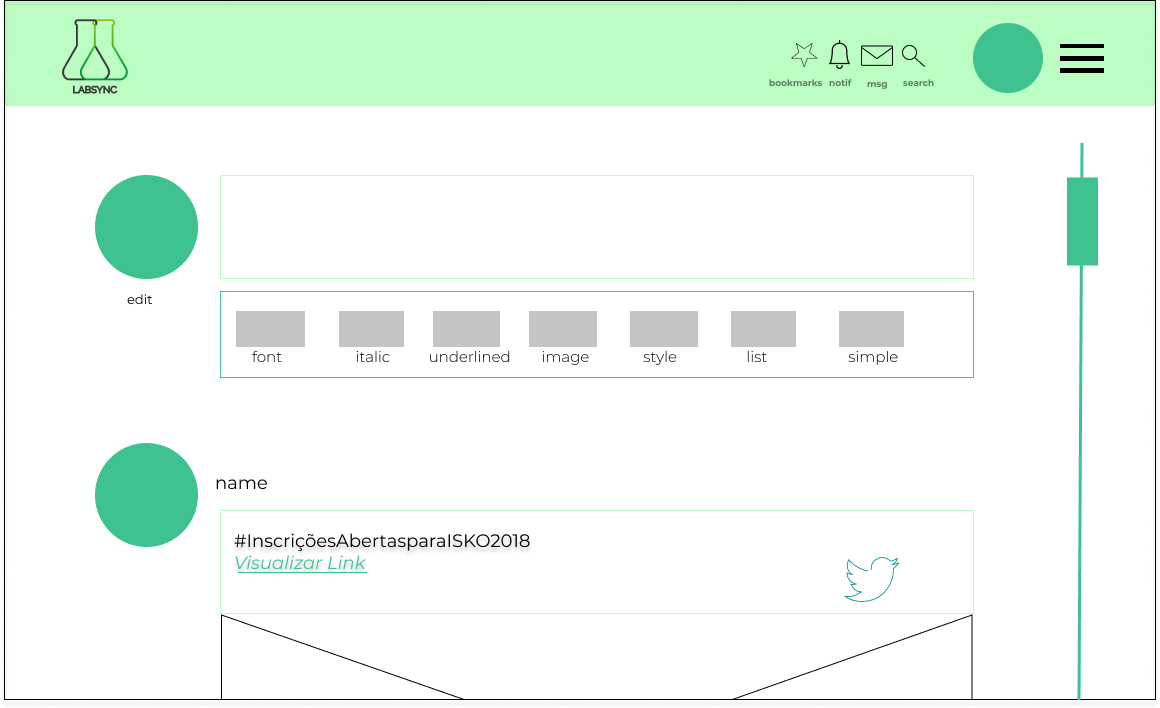 LABSYNC
bookmarks notif msg search
edit
font italic underlined image style list simple
name
#InscriçõesAbertasparaISKO2018
Visualizar Link